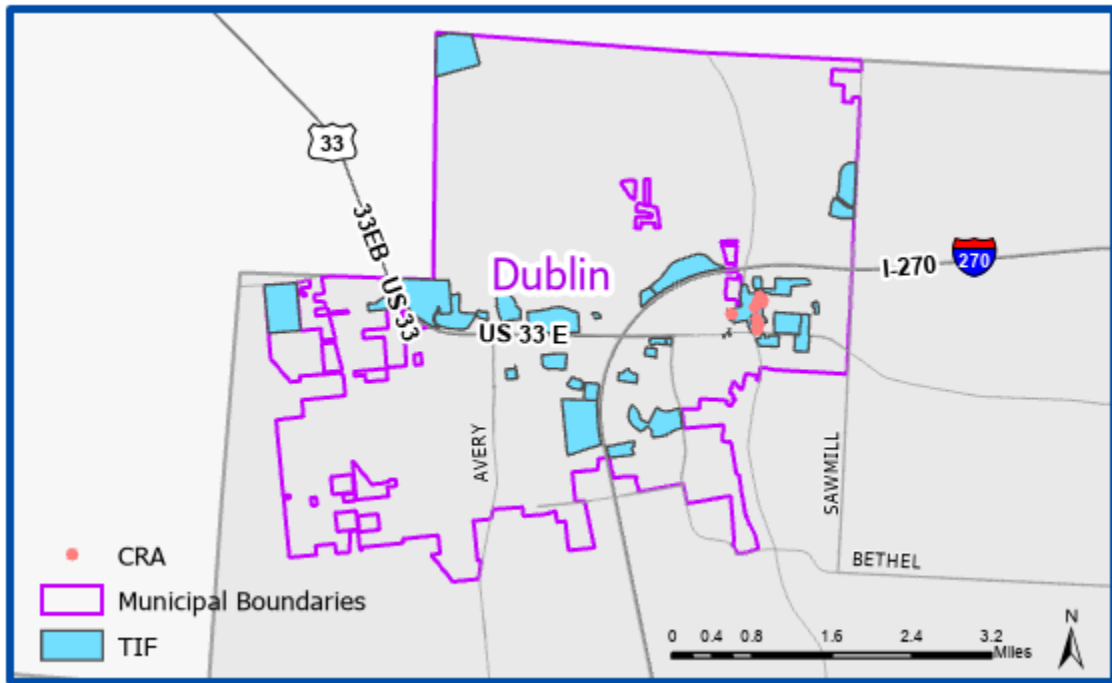 33
33EB US-33
Dublin
I-270
270
US 33 E
AVERY
SAWMILL
BETHEL
CRA
Municipal Boundaries
TIF
0 0.4 0.8 1.6 2.4 3.2
Miles
N